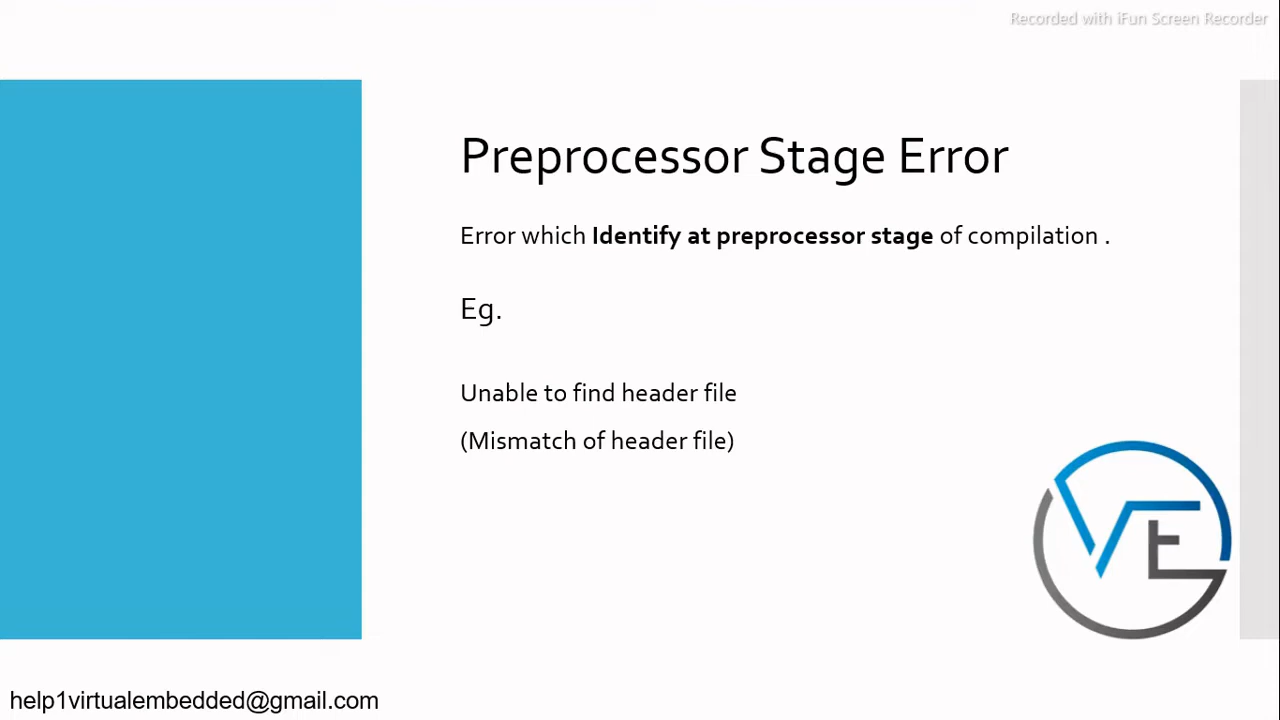 Recorded with iFun Screen Recorder
Preprocessor Stage Error
Error which Identify at preprocessor stage of compilation .
Eg.
Unable to find header file
(Mismatch of header file)
VE
help1virtualembedded@gmail.com